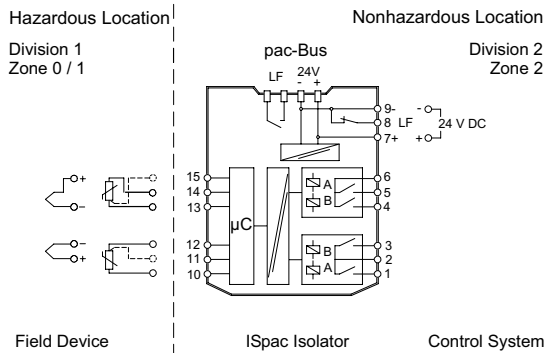 Hazardous Location
Nonhazardous Location
Division 1
Zone 0 / 1
pac-Bus
Division 2
Zone 2
LF
24V
- +
9-
- 
8 LF
24 V DC
7+
+
15
14
13
+
-
µC
A
B
6
5
4
12
11
10
-
+
B
A
3
2
1
Field Device
ISpac Isolator
Control System